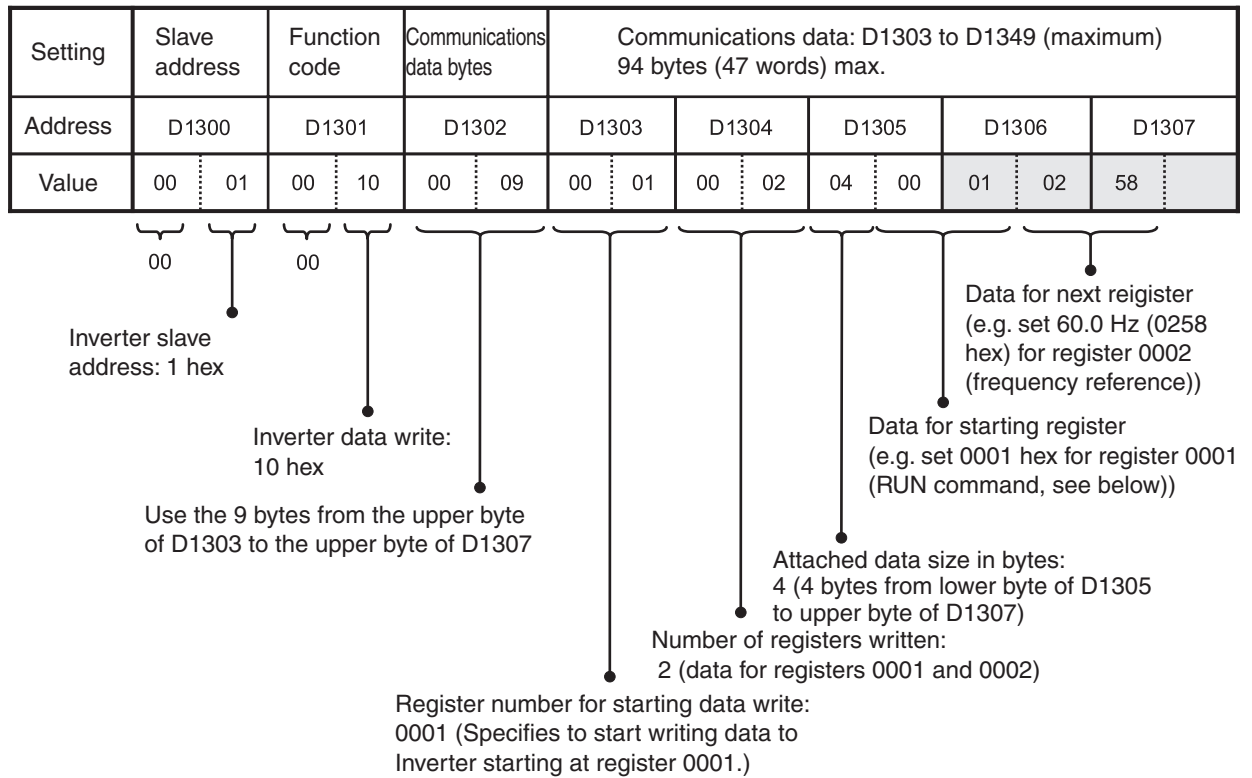 Setting
Slave
address
Function
code
Communications
data bytes
Communications data: D1303 to D1349 (maximum)
94 bytes (47 words) max.
Address D1300 D1301 D1302 D1303 D1304 D1305 D1306 D1307
Value 00 01 00 10 00 09 00 01 00 02 04 00 01 02 58
00 00
Inverter slave
address: 1 hex
Inverter data write:
10 hex
Use the 9 bytes from the upper byte
of D1303 to the upper byte of D1307
Data for next reigister
(e.g. set 60.0 Hz (0258
hex) for register 0002
(frequency reference))
Data for starting register
(e.g. set 0001 hex for register 0001
(RUN command, see below))
Attached data size in bytes:
4 (4 bytes from lower byte of D1305
to upper byte of D1307)
Number of registers written:
2 (data for registers 0001 and 0002)
Register number for starting data write:
0001 (Specifies to start writing data to
Inverter starting at register 0001.)